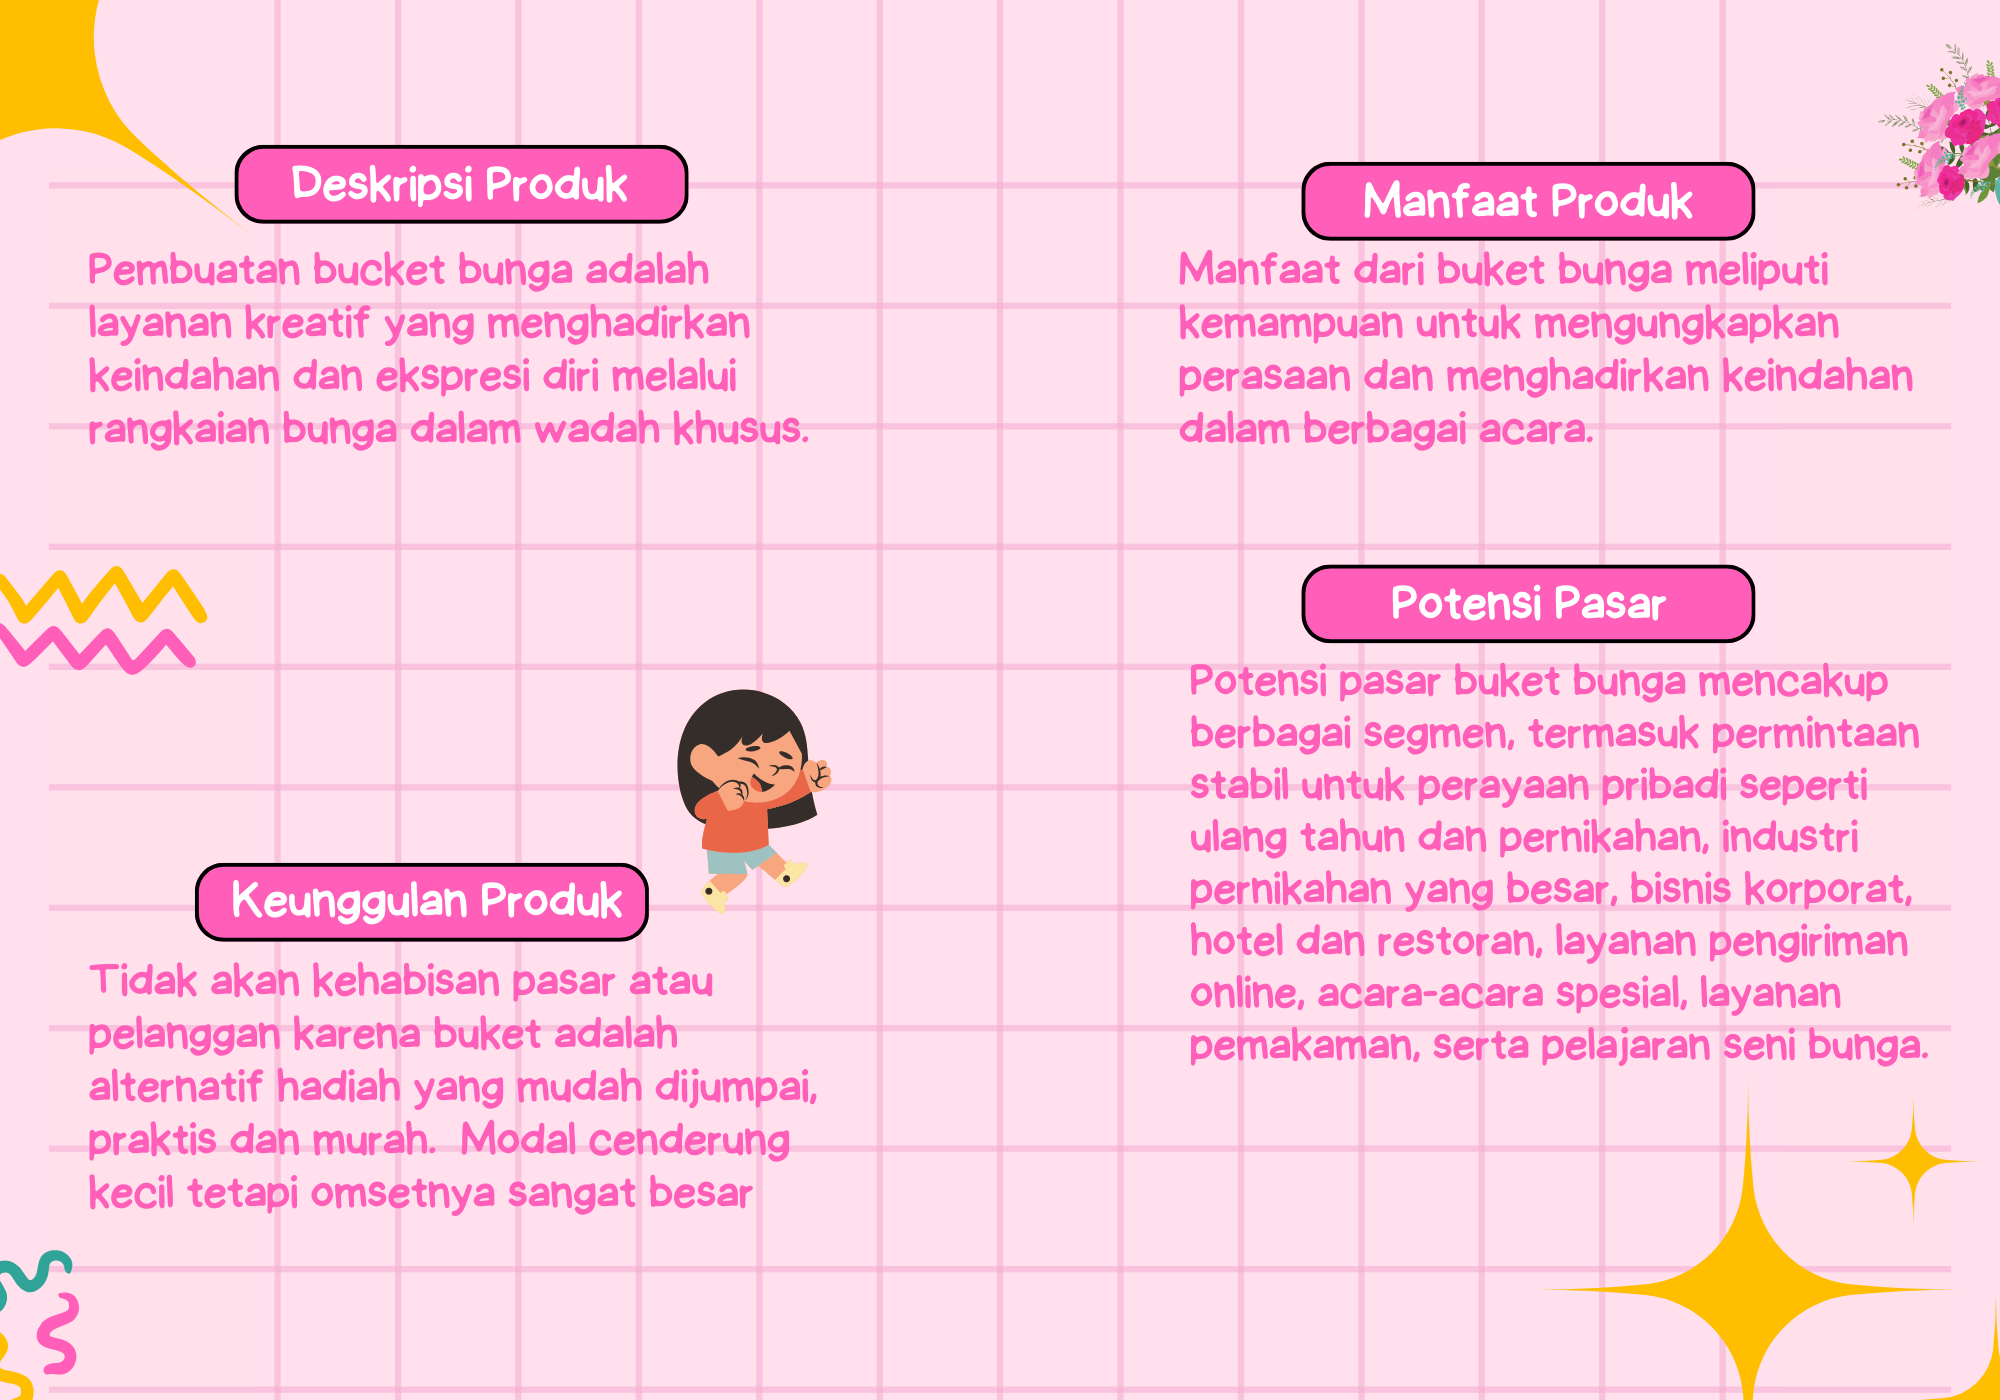 Deskripsi Produk
Pembuatan bucket bunga adalah
layanan kreatif yang menghadirkan
keindahan dan ekspresi diri melalui
rangkaian bunga dalam wadah khusus.
Keunggulan Produk
Tidak akan kehabisan pasar atau
pelanggan karena buket adalah
alternatif hadiah yang mudah dijumpai,
praktis dan murah.  Modal cenderung
kecil tetapi omsetnya sangat besar
Manfaat Produk
Manfaat dari buket bunga meliputi
kemampuan untuk mengungkapkan
perasaan dan menghadirkan keindahan
dalam berbagai acara.
Potensi Pasar
Potensi pasar buket bunga mencakup
berbagai segmen, termasuk permintaan
stabil untuk perayaan pribadi seperti
ulang tahun dan pernikahan, industri
pernikahan yang besar, bisnis korporat,
hotel dan restoran, layanan pengiriman
online, acara-acara spesial, layanan
pemakaman, serta pelajaran seni bunga.